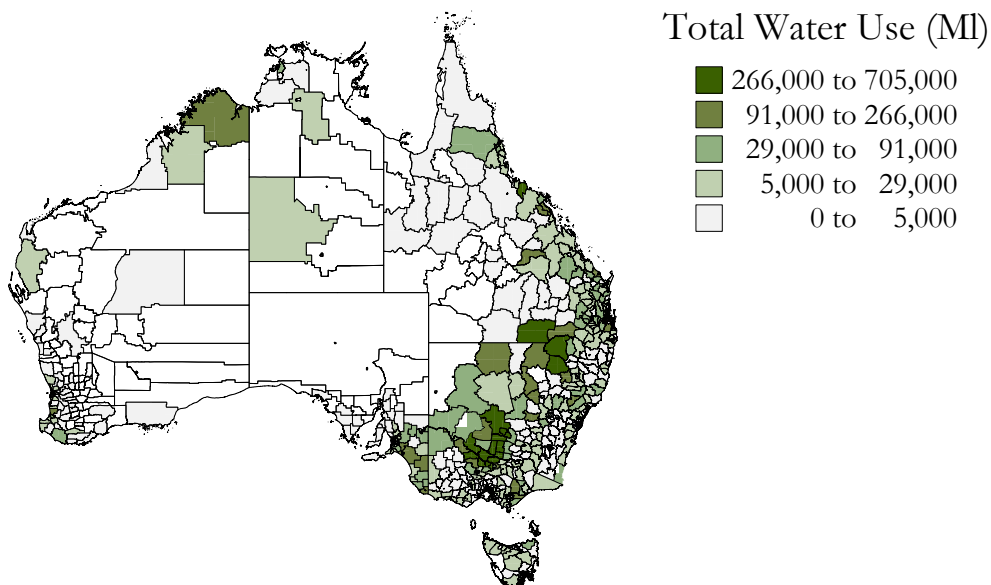 Total Water Use (Ml)
266,000 to 705,000
91,000 to 266,000
29,000 to 91,000
5,000 to 29,000
0 to 5,000